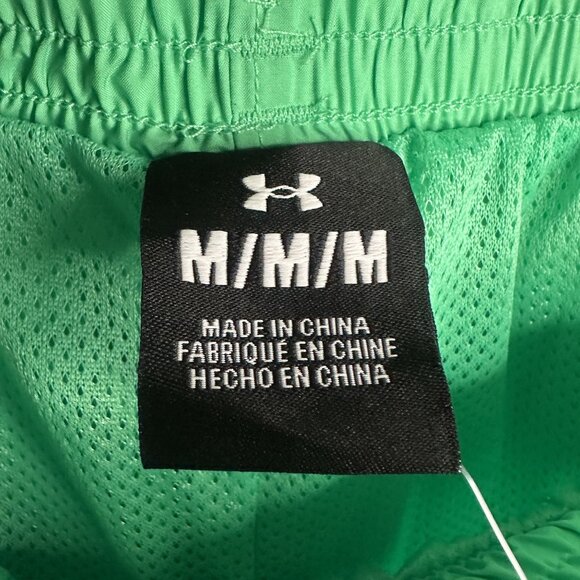 M/M/M
MADE IN CHINA
FABRIQUÉ EN CHINE
HECHO EN CHINA